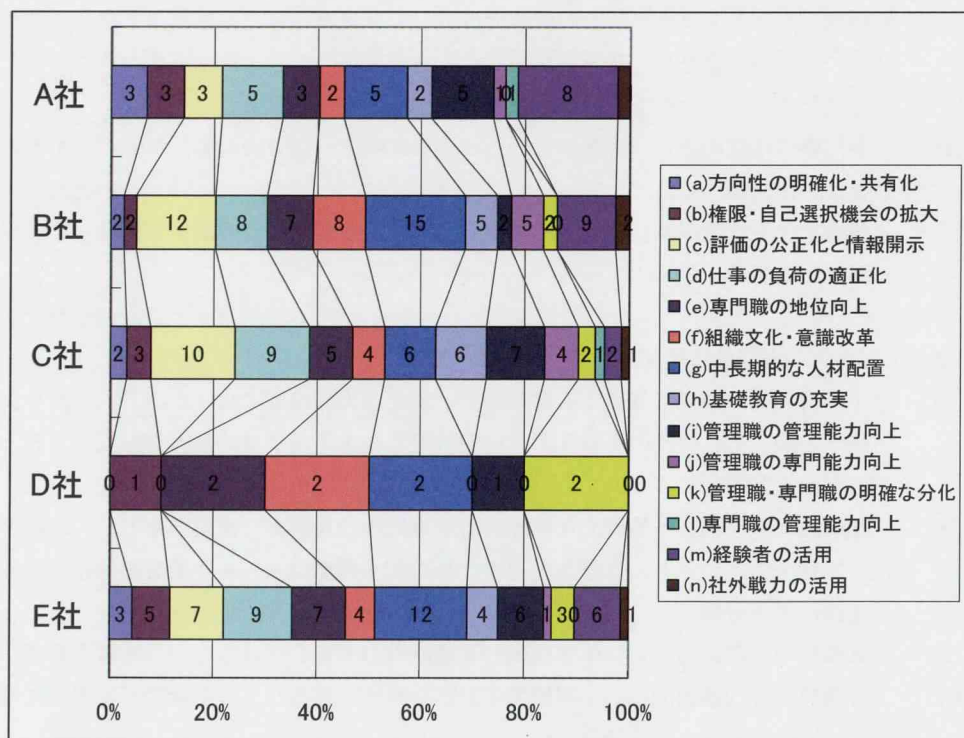 A社 3 3 3 5 3 2 5 2 5 1 0 1 8 1
B社 2 2 12 8 7 8 15 5 2 5 2 0 9 2
C社 2 3 10 9 5 4 6 6 7 4 2 1 2 1
D社 0 1 0 2 2 2 0 1 0 2 0 0
E社 3 5 7 9 7 4 12 4 6 1 3 0 6 1
0% 20% 40% 60% 80% 100%
(a)方向性の明確化・共有化
(b)権限・自己選択機会の拡大
(c)評価の公正化と情報開示
(d)仕事の負荷の適正化
(e)専門職の地位向上
(f)組織文化・意識改革
(g)中長期的な人材配置
(h)基礎教育の充実
(i)管理職の管理能力向上
(j)管理職の専門能力向上
(k)管理職・専門職の明確な分化
(l)専門職の管理能力向上
(m)経験者の活用
(n)社外戦力の活用